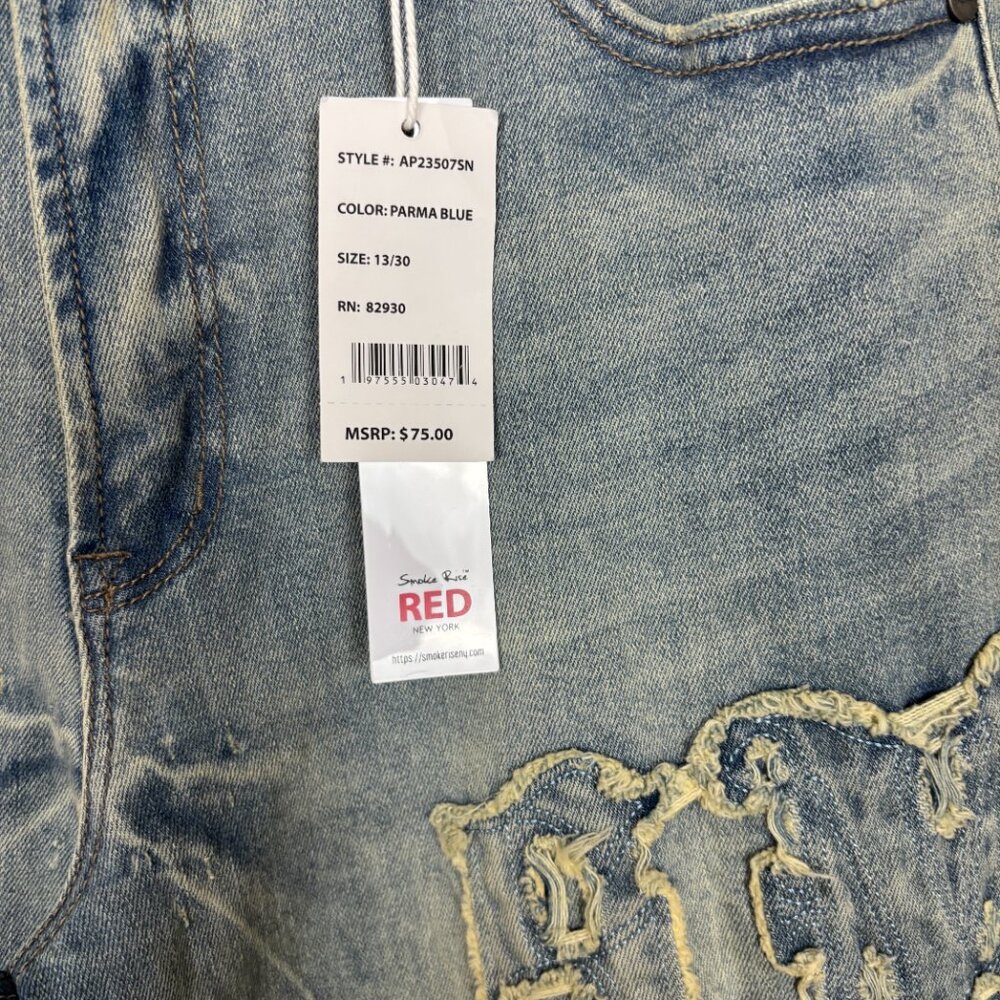 STYLE #: AP23507SN
COLOR: PARMA BLUE
SIZE: 13/30
RN: 82930
1 97555 03047 4
MSRP: $75.00
Smoke Rise™
RED
NEW YORK
https://smokeriseny.com